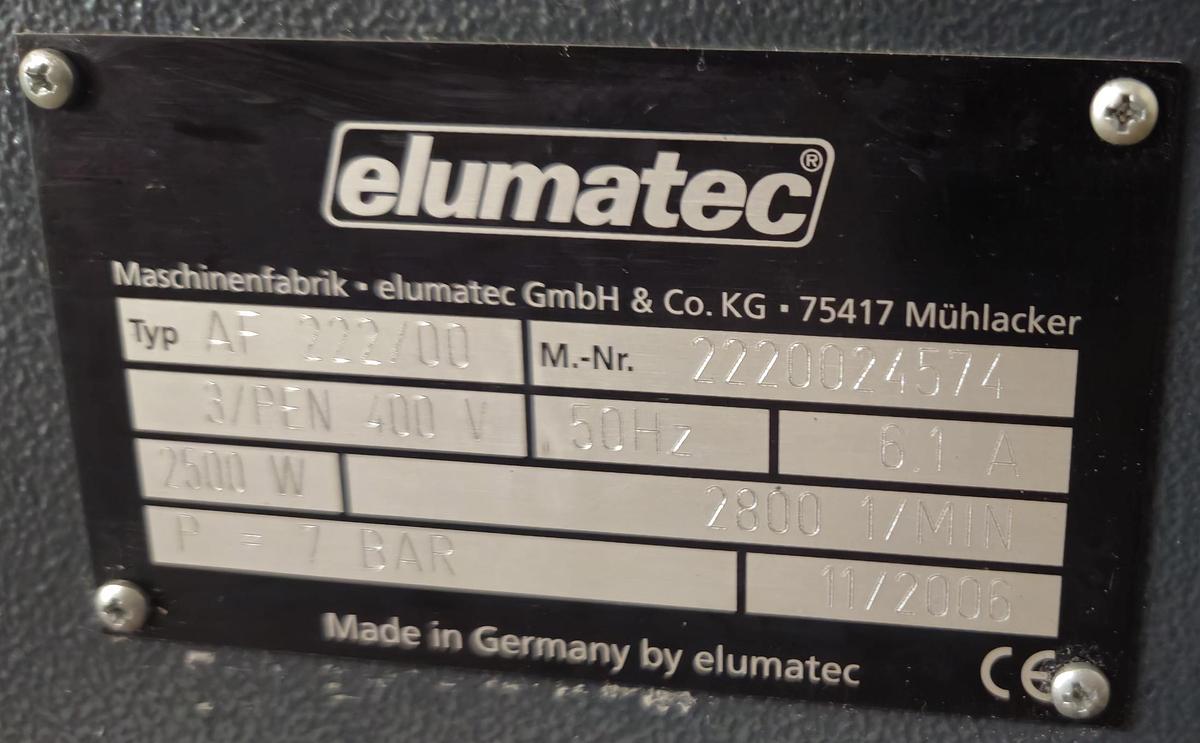 elumatec®
Maschinenfabrik · elumatec GmbH & Co. KG · 75417 Mühlacker
Typ AF 222/00 M.-Nr. 2220024574
3/PEN 400 V 50Hz 6.1 A
2500 W 2800 1/MIN
P = 7 BAR 11/2006
Made in Germany by elumatec CE